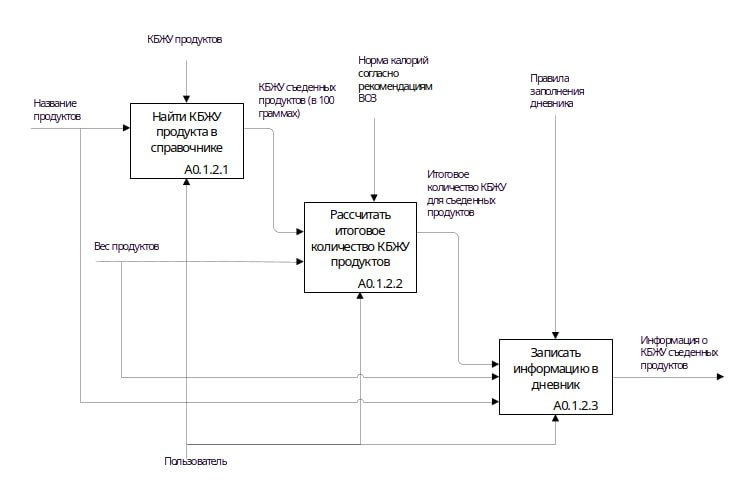 КБЖУ продуктов
Название
продуктов
Найти КБЖУ
продукта в
справочнике
A0.1.2.1
КБЖУ съеденных
продуктов (в 100
граммах)
Норма калорий
согласно
рекомендациям
ВОЗ
Правила
заполнения
дневника
Вес продуктов
Рассчитать
итоговое
количество КБЖУ
продуктов
A0.1.2.2
Итоговое
количество КБЖУ
для съеденных
продуктов
Записать
информацию в
дневник
A0.1.2.3
Информация о
КБЖУ съеденных
продуктов
Пользователь